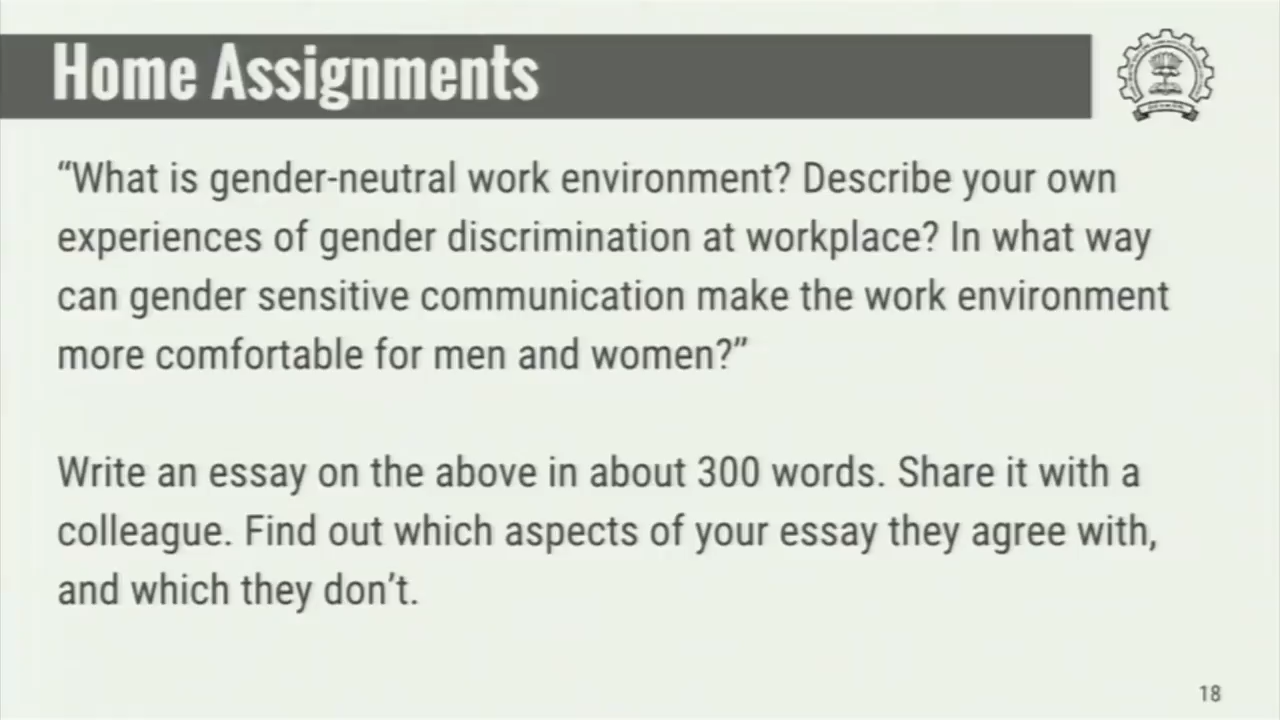 Home Assignments
“What is gender-neutral work environment? Describe your own
experiences of gender discrimination at workplace? In what way
can gender sensitive communication make the work environment
more comfortable for men and women?”
Write an essay on the above in about 300 words. Share it with a
colleague. Find out which aspects of your essay they agree with,
and which they don’t.
18